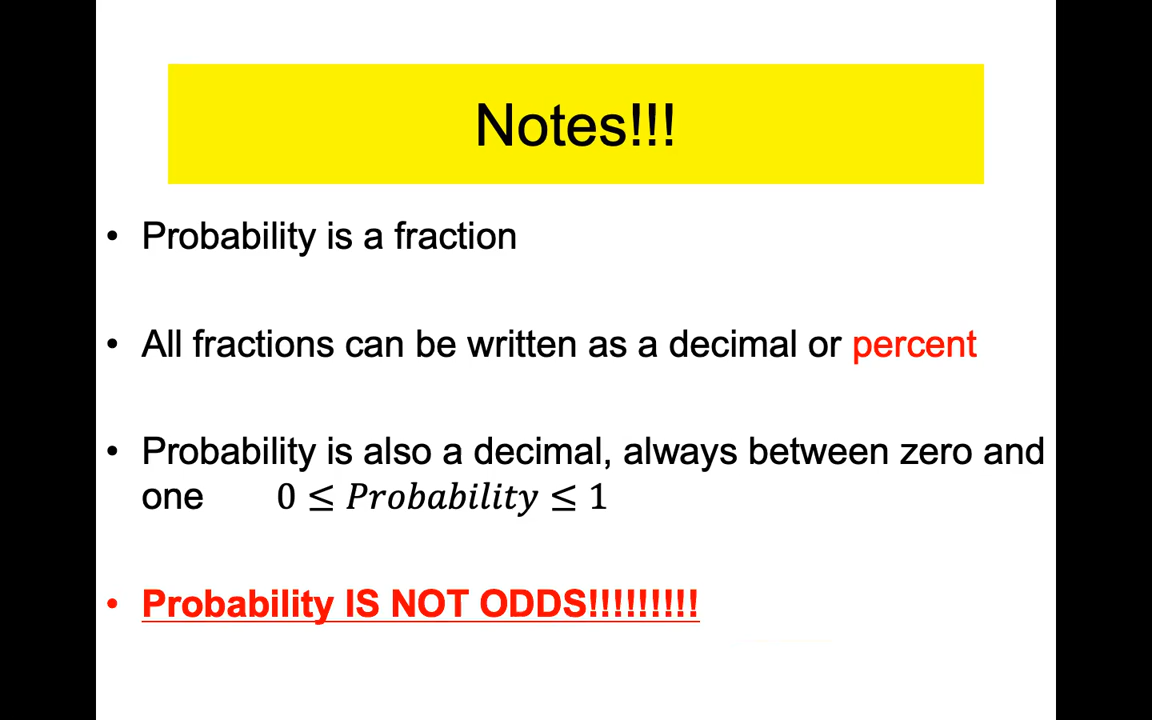 Notes!!!
• Probability is a fraction
• All fractions can be written as a decimal or percent
• Probability is also a decimal, always between zero and
one 0 ≤ Probability ≤ 1
• Probability IS NOT ODDS!!!!!!!!!